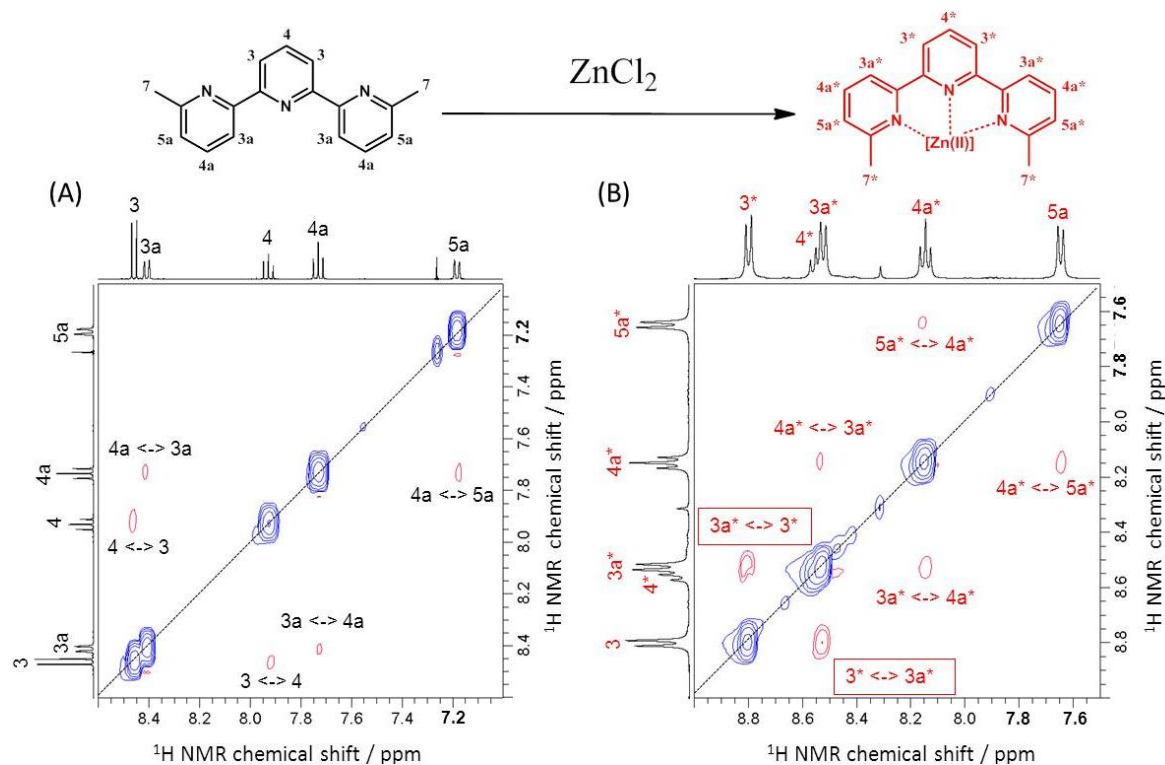 4
3 3
7 7
N N N
5a 3a 3a 5a
4a 4a
ZnCl2
4*
3* 3*
3a* 3a*
4a* 4a*
N
5a* N N 5a*
[Zn(II)]
7* 7*
(A)
3
3a
4
4a
5a
5a
4a
4
3a
3
7.2
7.4
7.6
7.8
8.0
8.2
8.4
4a <-> 3a
4a <-> 5a
4 <-> 3
3a <-> 4a
3 <-> 4
8.4 8.2 8.0 7.8 7.6 7.4 7.2
1H NMR chemical shift / ppm
1H NMR chemical shift / ppm
(B)
3*
3a*
4*
4a*
5a
5a*
4a*
3a*
4*
3
7.6
7.8
8.0
8.2
8.4
8.6
8.8
5a* <-> 4a*
4a* <-> 3a*
4a* <-> 5a*
3a* <-> 3*
3a* <-> 4a*
3* <-> 3a*
8.8 8.6 8.4 8.2 8.0 7.8 7.6
1H NMR chemical shift / ppm
1H NMR chemical shift / ppm